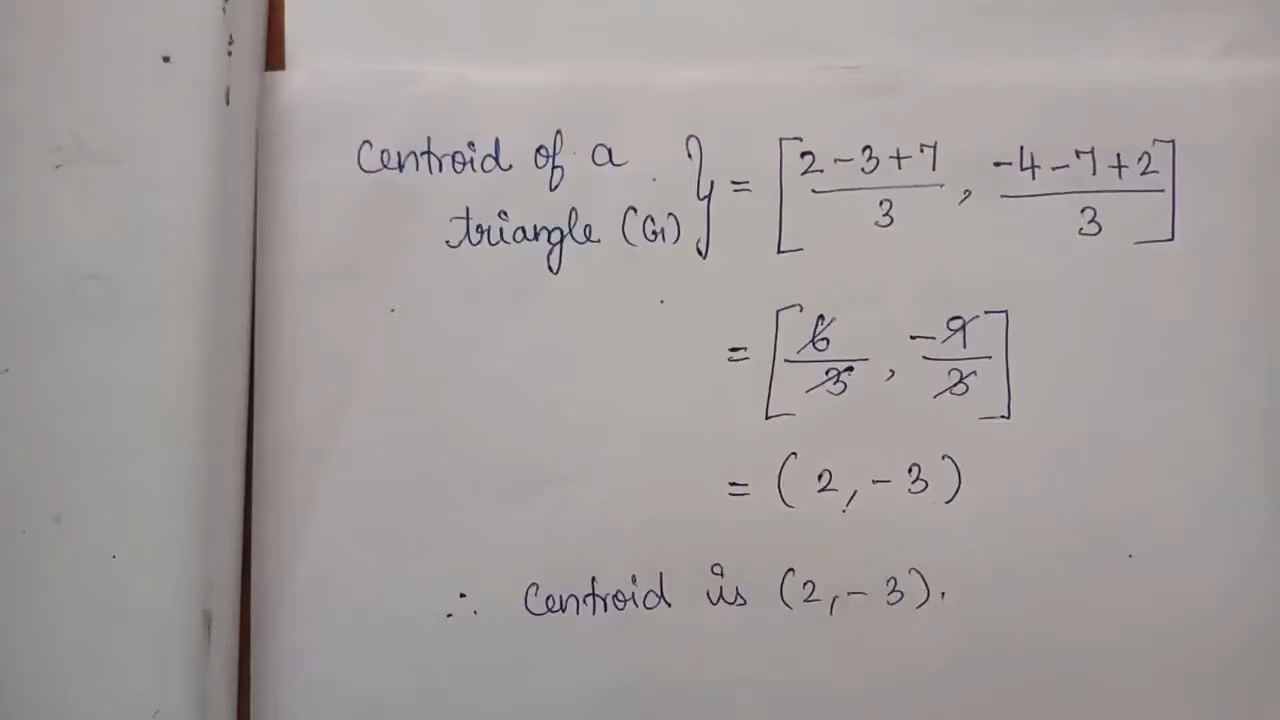 Centroid of a triangle (G) } = [ 2-3+7 / 3 , -4-7+2 / 3 ]
= [ 6 / 3 , -9 / 3 ]
= ( 2, -3 )
∴ Centroid is (2, -3).